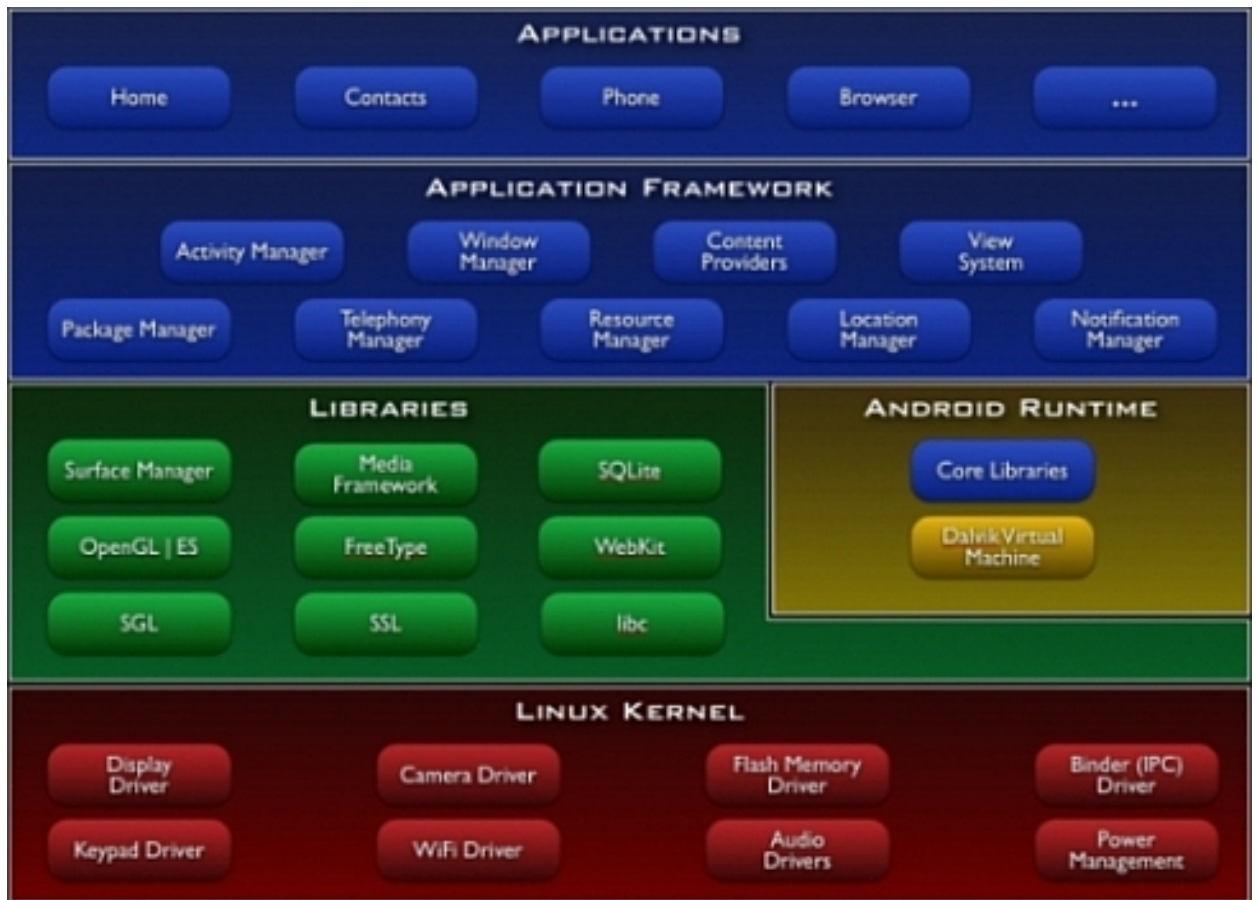 APPLICATIONS
Home
Contacts
Phone
Browser
...
APPLICATION FRAMEWORK
Activity Manager
Window
Manager
Content
Providers
View
System
Package Manager
Telephony
Manager
Resource
Manager
Location
Manager
Notification
Manager
LIBRARIES
Surface Manager
Media
Framework
SQLite
OpenGL | ES
FreeType
WebKit
SGL
SSL
libc
ANDROID RUNTIME
Core Libraries
Dalvik Virtual
Machine
LINUX KERNEL
Display
Driver
Camera Driver
Flash Memory
Driver
Binder (IPC)
Driver
Keypad Driver
WiFi Driver
Audio
Drivers
Power
Management